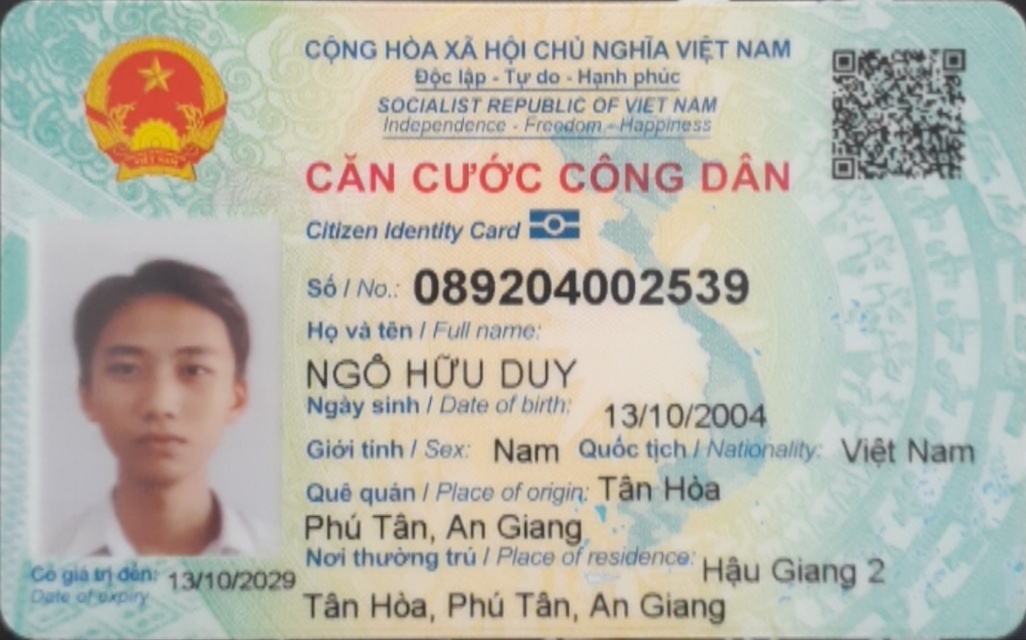 CỘNG HÒA XÃ HỘI CHỦ NGHĨA VIỆT NAM
Độc lập - Tự do - Hạnh phúc
SOCIALIST REPUBLIC OF VIET NAM
Independence - Freedom - Happiness
CĂN CƯỚC CÔNG DÂN
Citizen Identity Card
Số / No.: 089204002539
Họ và tên / Full name:
NGÔ HỮU DUY
Ngày sinh / Date of birth: 13/10/2004
Giới tính / Sex: Nam Quốc tịch / Nationality: Việt Nam
Quê quán / Place of origin: Tân Hòa
Phú Tân, An Giang
Nơi thường trú / Place of residence: Hậu Giang 2
Tân Hòa, Phú Tân, An Giang
Có giá trị đến: 13/10/2029
Date of expiry
VIỆT NAM